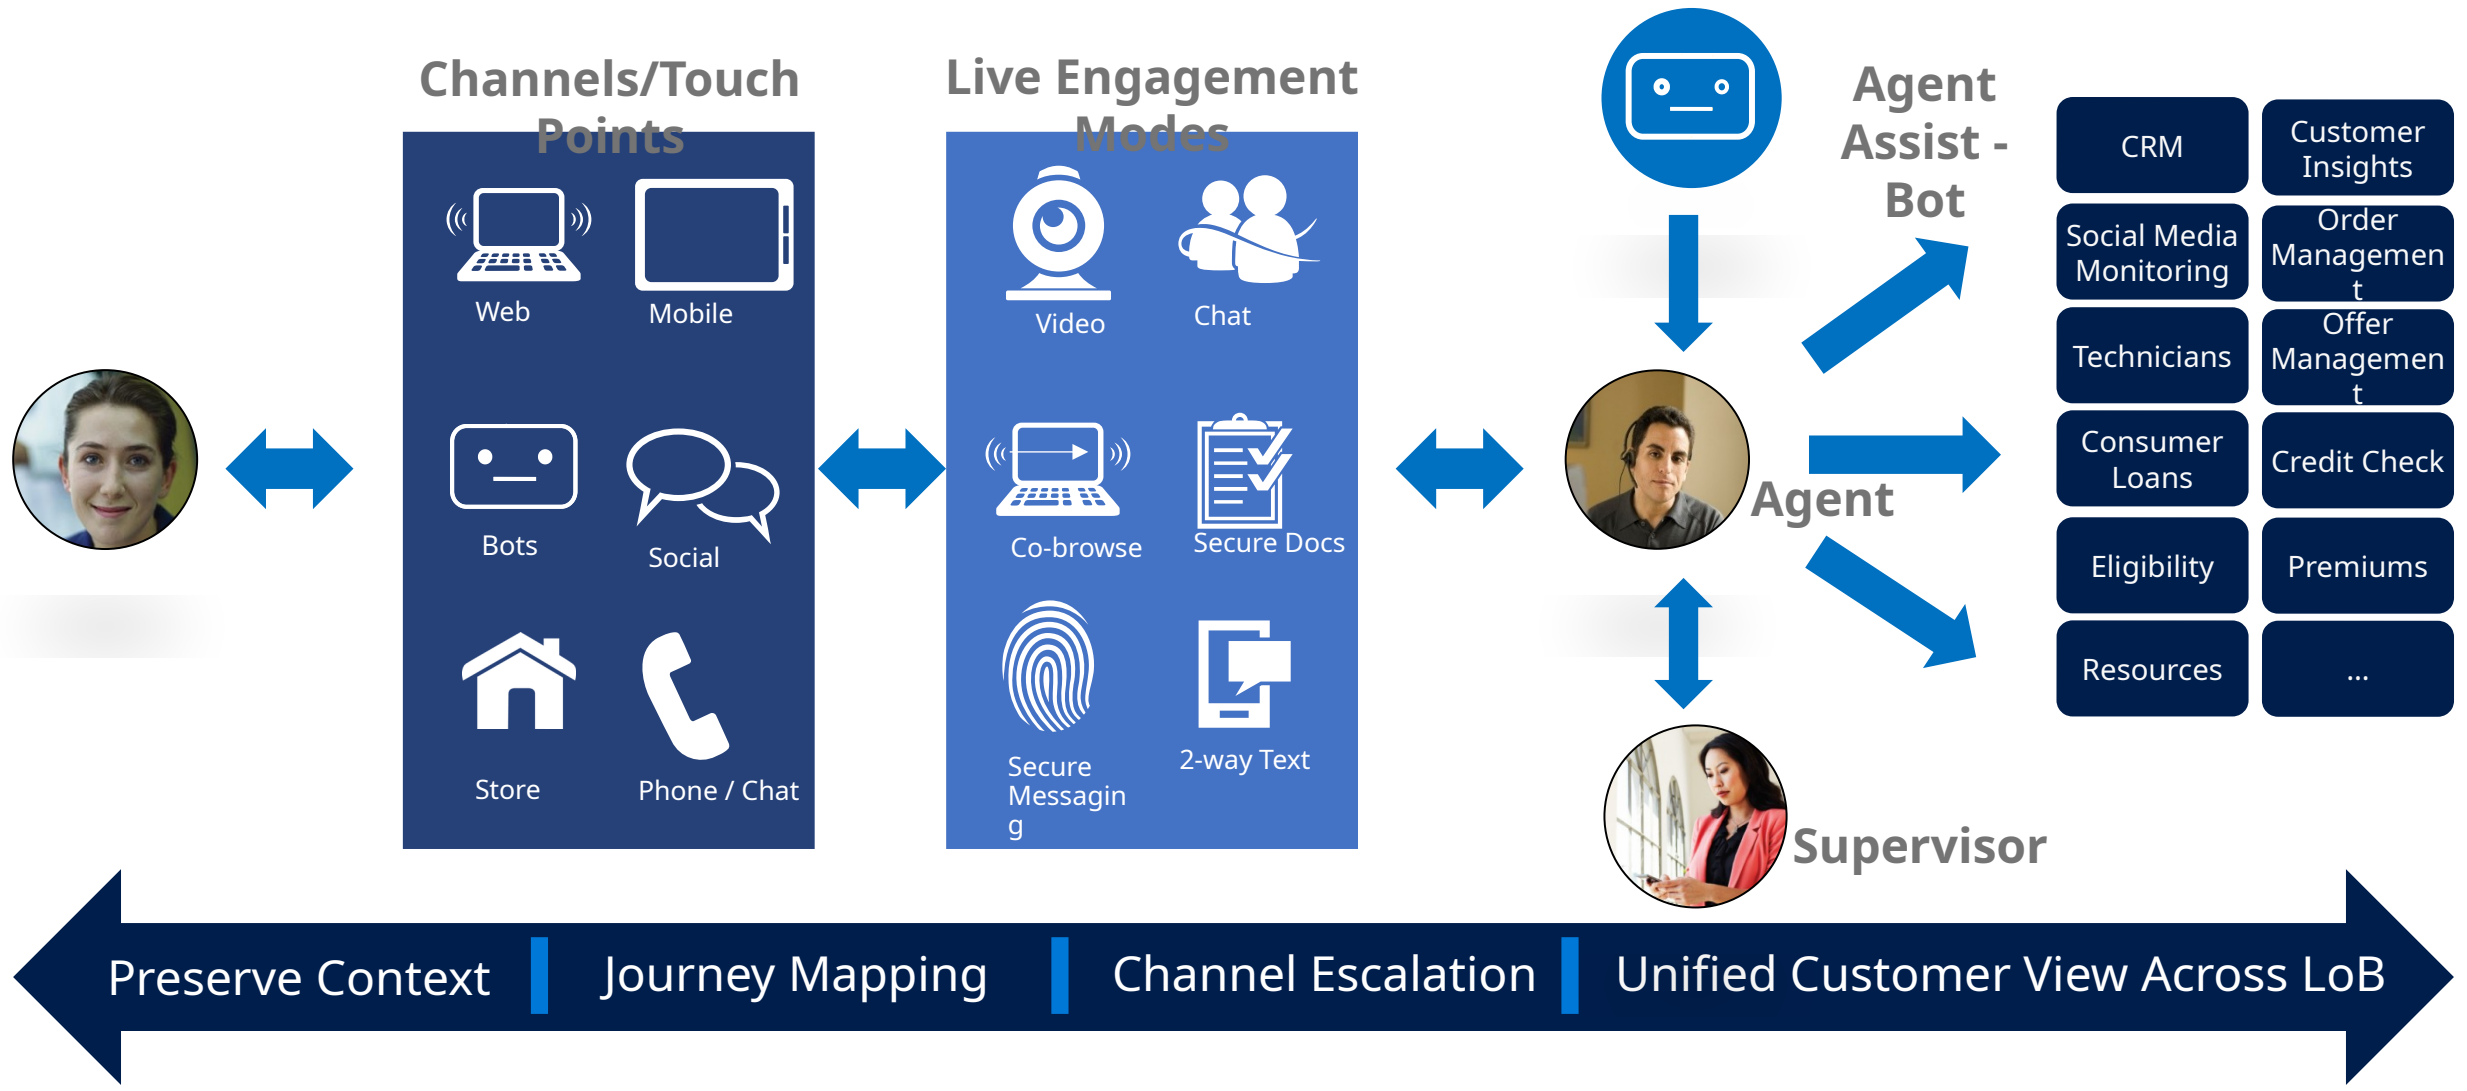 Channels/Touch
Points
Web
Mobile
Bots
Social
Store
Phone / Chat
Live Engagement
Modes
Video
Chat
Co-browse
Secure Docs
Secure
Messagin
g
2-way Text
Agent
Assist -
Bot
Agent
Supervisor
CRM
Customer
Insights
Social Media
Monitoring
Order
Managemen
t
Technicians
Offer
Managemen
t
Consumer
Loans
Credit Check
Eligibility
Premiums
Resources
...
Preserve Context
Journey Mapping
Channel Escalation
Unified Customer View Across LoB